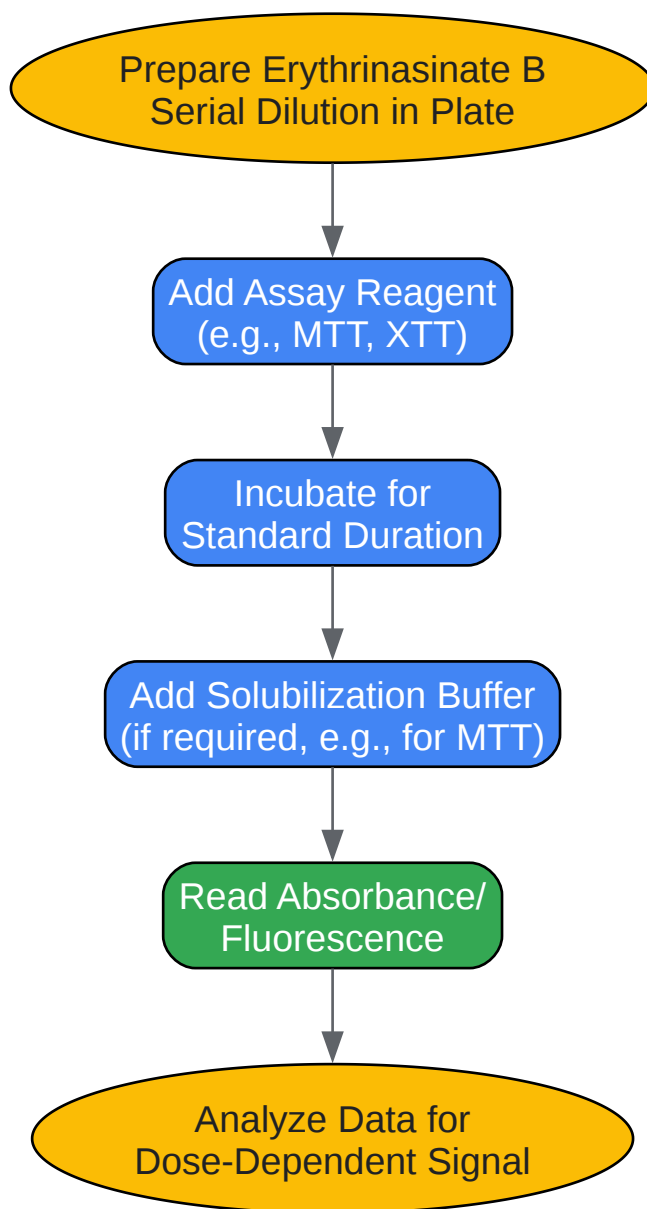 Prepare Erythrinasinate B
Serial Dilution in Plate
Add Assay Reagent
(e.g., MTT, XTT)
Incubate for
Standard Duration
Add Solubilization Buffer
(if required, e.g., for MTT)
Read Absorbance/
Fluorescence
Analyze Data for
Dose-Dependent Signal